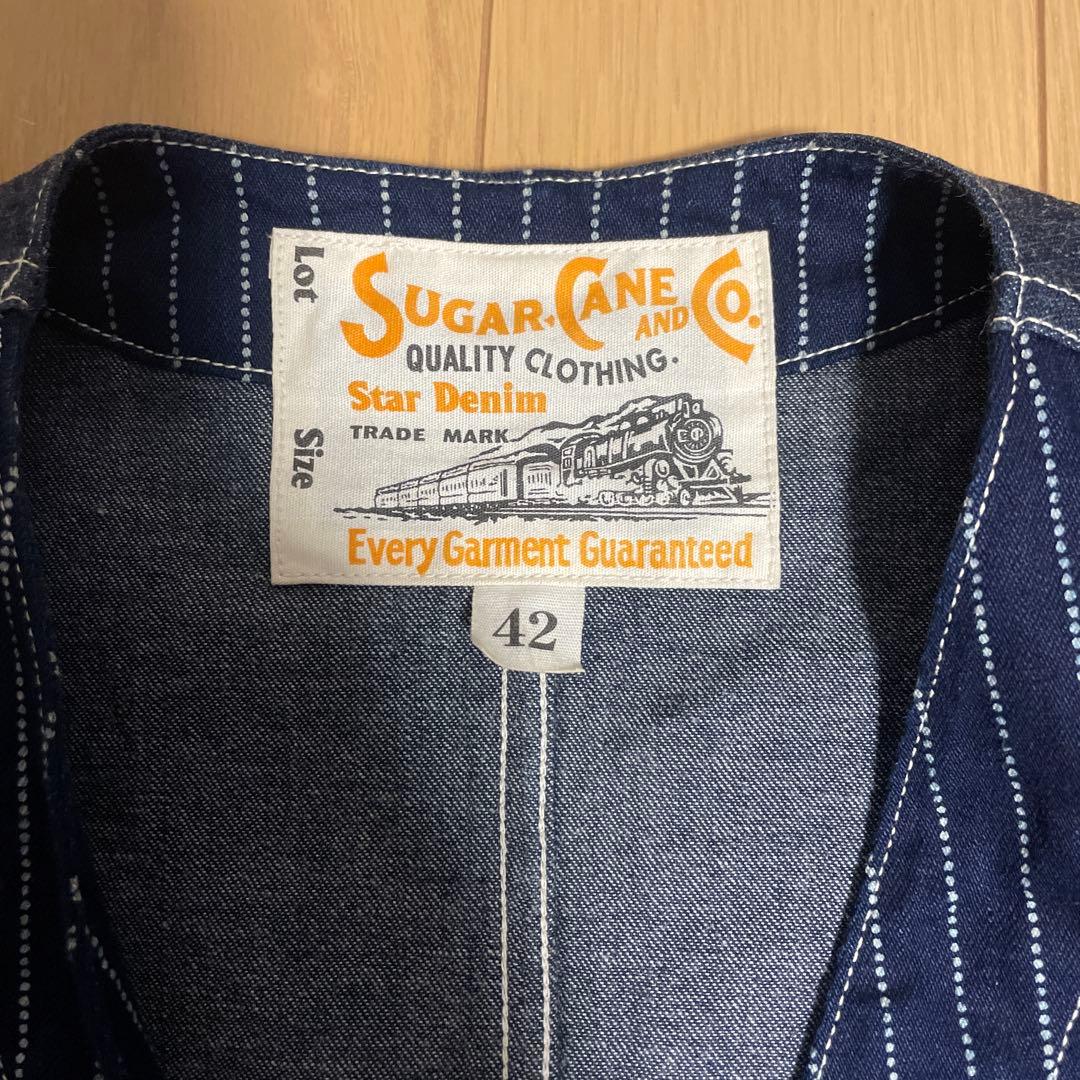 Lot
Size
SUGAR CANE AND CO.
QUALITY CLOTHING.
Star Denim
TRADE MARK
Every Garment Guaranteed
42